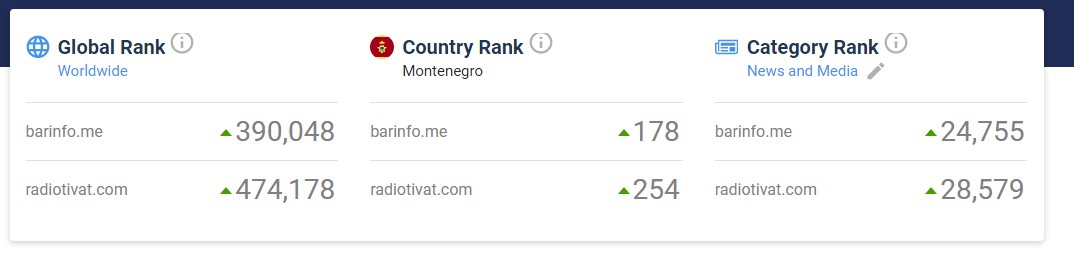 Global Rank
Worldwide
barinfo.me 390,048
radiotivat.com 474,178
Country Rank
Montenegro
barinfo.me 178
radiotivat.com 254
Category Rank
News and Media
barinfo.me 24,755
radiotivat.com 28,579